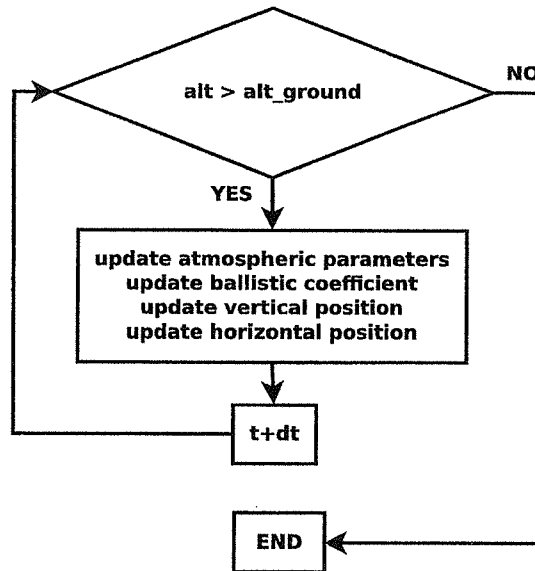 alt > alt_ground
NO
YES
update atmospheric parameters
update ballistic coefficient
update vertical position
update horizontal position
t+dt
END